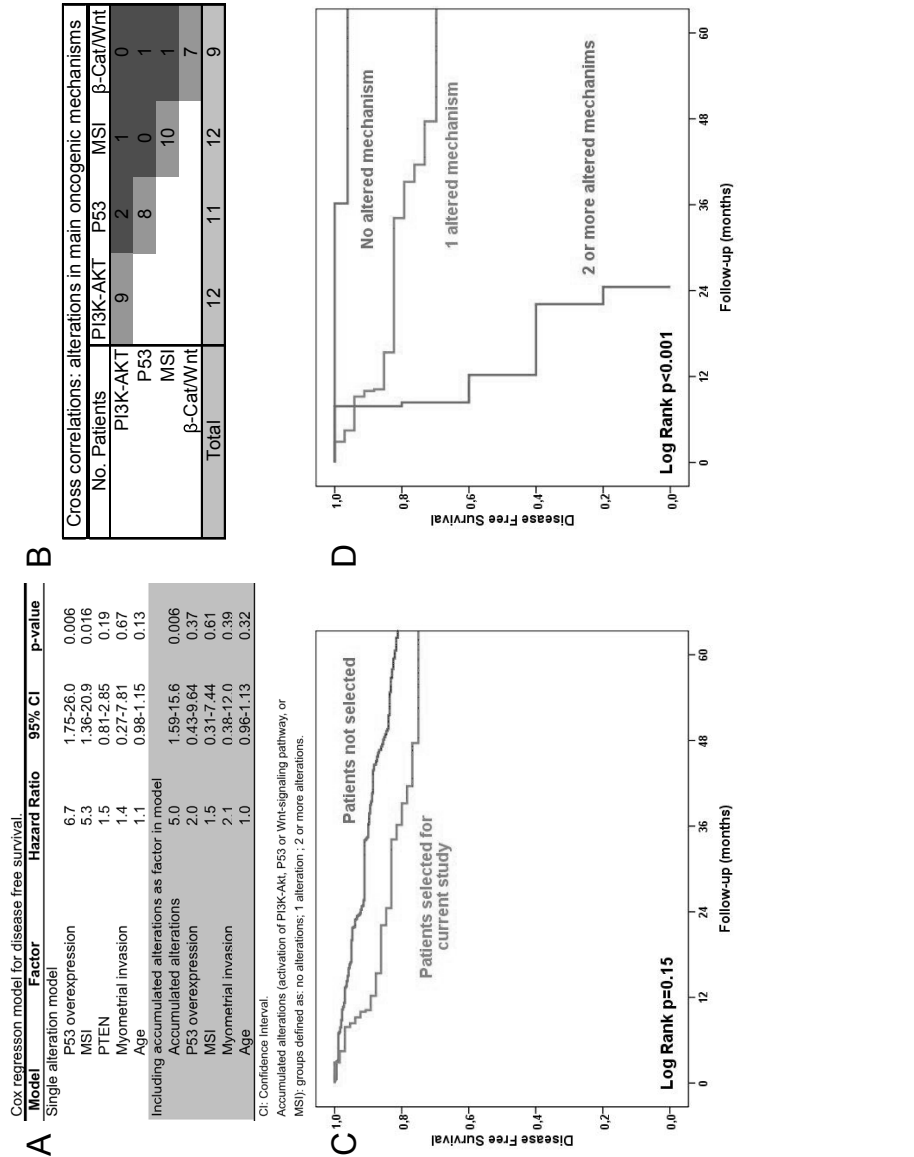 A
Cox regresson model for disease free survival.
Model Factor Hazard Ratio 95% CI p-value
Single alteration model
P53 overexpression 6.7 1.75-26.0 0.006
MSI 5.3 1.36-20.9 0.016
PTEN 1.5 0.81-2.85 0.19
Myometrial invasion 1.4 0.27-7.81 0.67
Age 1.1 0.98-1.15 0.13
Including accumulated alterations as factor in model
Accumulated alterations 5.0 1.59-15.6 0.006
P53 overexpression 2.0 0.43-9.64 0.37
MSI 1.5 0.31-7.44 0.61
Myometrial invasion 2.1 0.38-12.0 0.39
Age 1.0 0.96-1.13 0.32
CI: Confidence Interval.
Accumulated alterations (activation of PI3K-Akt, P53 or Wnt-signaling pathway, or
MSI): groups defined as: no alterations; 1 alteration ; 2 or more alterations.
B
Cross correlations: alterations in main oncogenic mechanisms
No. Patients PI3K-AKT P53 MSI β-Cat/Wnt
PI3K-AKT 9 2 1 0
P53 8 0 1
MSI 10 1
β-Cat/Wnt 7
Total 12 11 12 9
C
Disease Free Survival
1,0
0,8
0,6
0,4
0,2
0,0
Patients not selected
Patients selected for
current study
Log Rank p=0.15
0 12 24 36 48 60
Follow-up (months)
D
Disease Free Survival
1,0
0,8
0,6
0,4
0,2
0,0
No altered mechanism
1 altered mechanism
2 or more altered mechanims
Log Rank p<0.001
0 12 24 36 48 60
Follow-up (months)